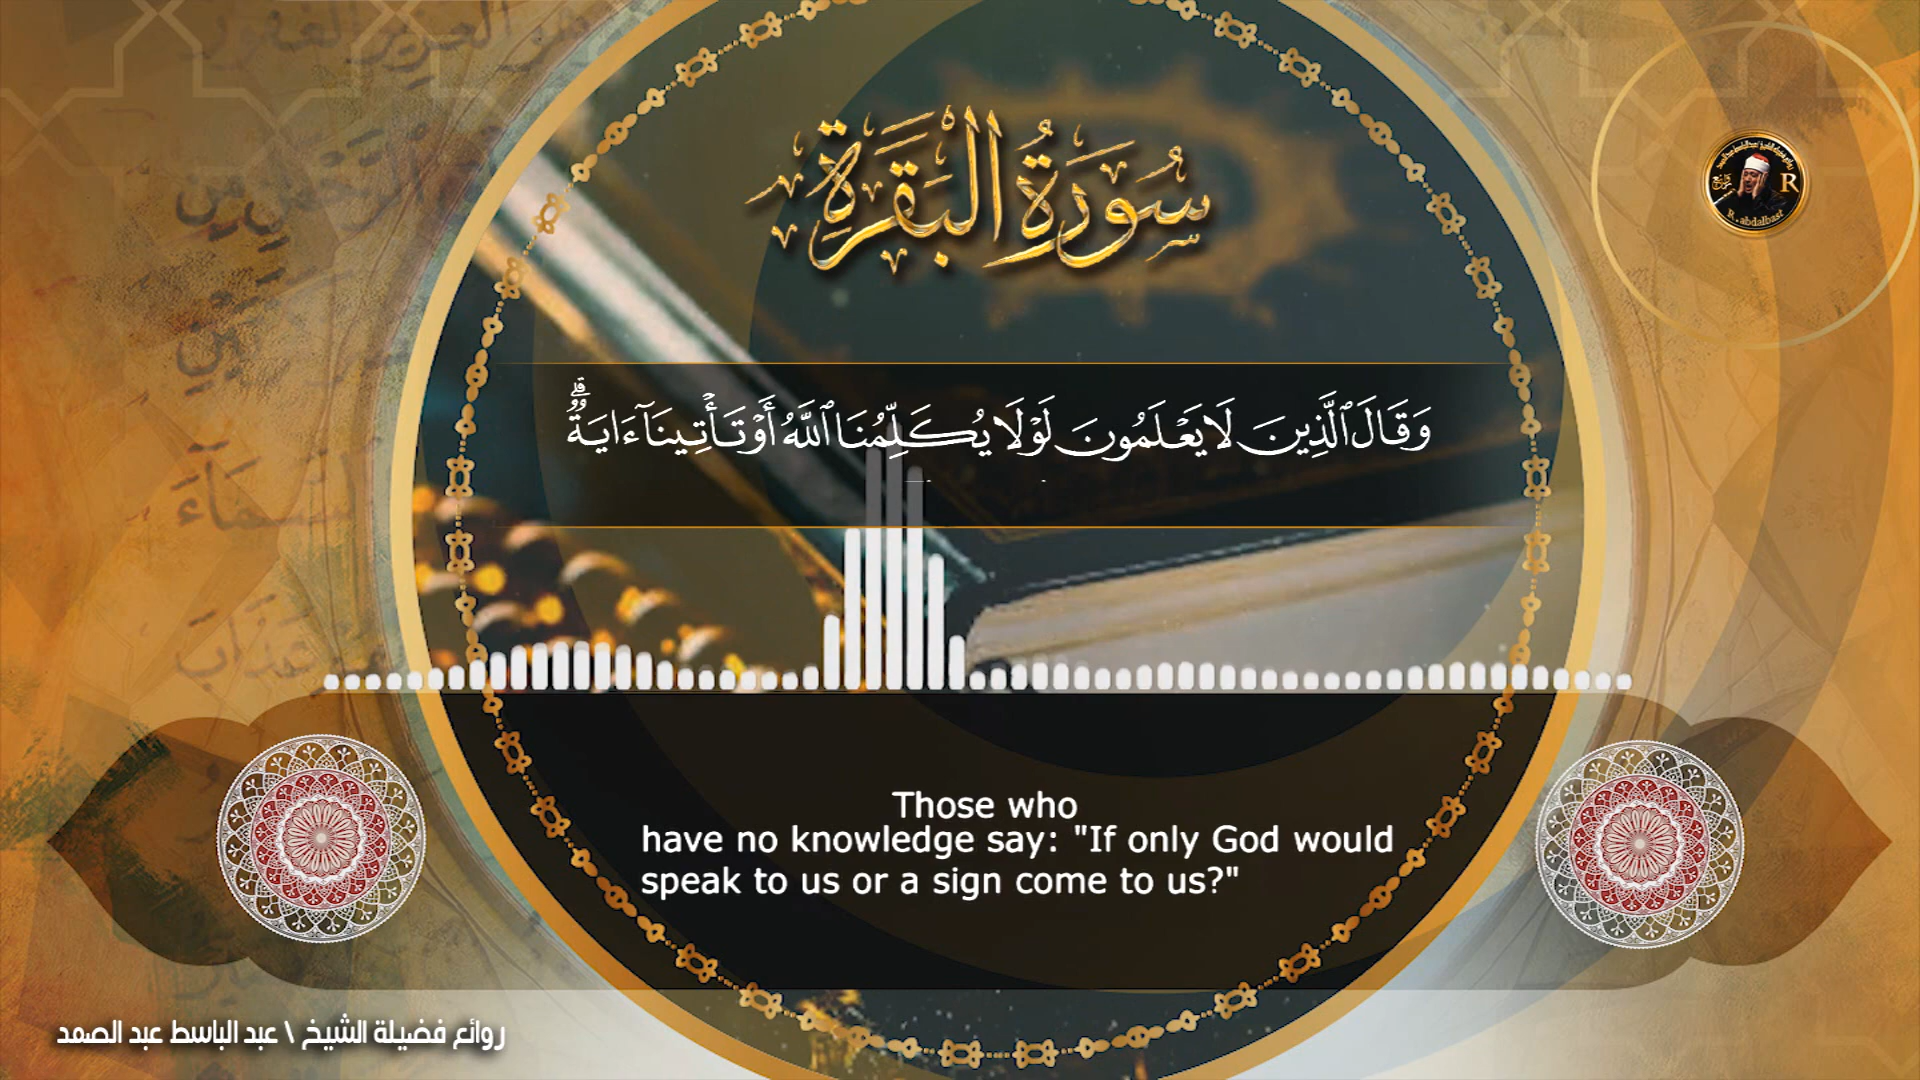 سُورَةُ البَقَرَةِ
وَقَالَ ٱلَّذِينَ لَا يَعْلَمُونَ لَوْلَا يُكَلِّمُنَا ٱللَّهُ أَوْ تَأْتِينَآ ءَايَةٌۗ
Those who
have no knowledge say: "If only God would
speak to us or a sign come to us?"
روائع فضيلة الشيخ \ عبد الباسط عبد الصمد
R
R.abdalbast